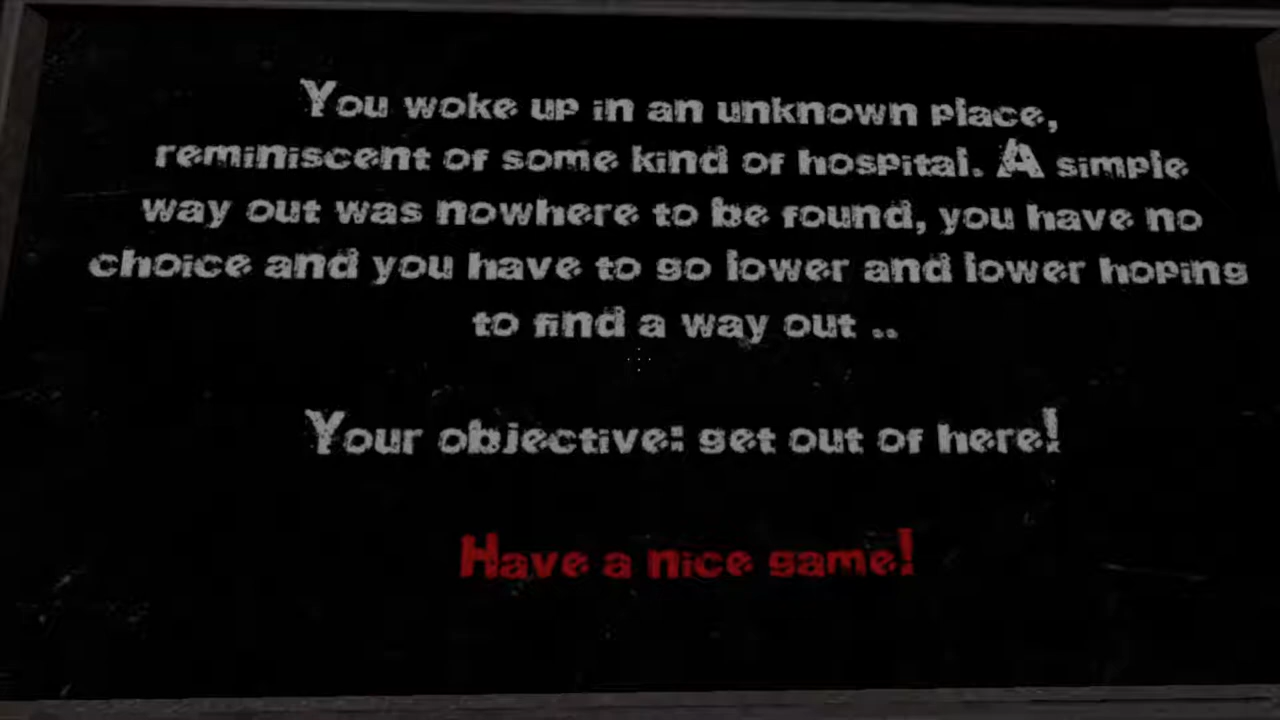 You woke up in an unknown place,
reminiscent of some kind of hospital. A simple
way out was nowhere to be found, you have no
choice and you have to go lower and lower hoping
to find a way out ..
Your objective: get out of here!
Have a nice game!